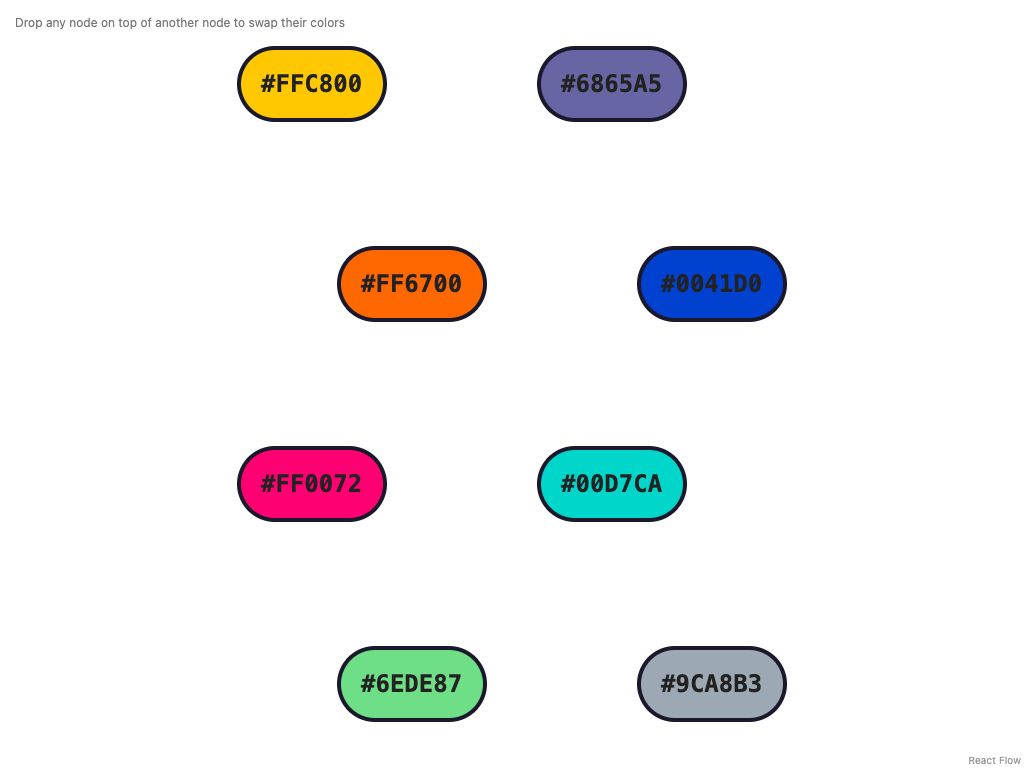 Drop any node on top of another node to swap their colors
#FFC800
#6865A5
#FF6700
#0041D0
#FF0072
#00D7CA
#6EDE87
#9CA8B3
React Flow